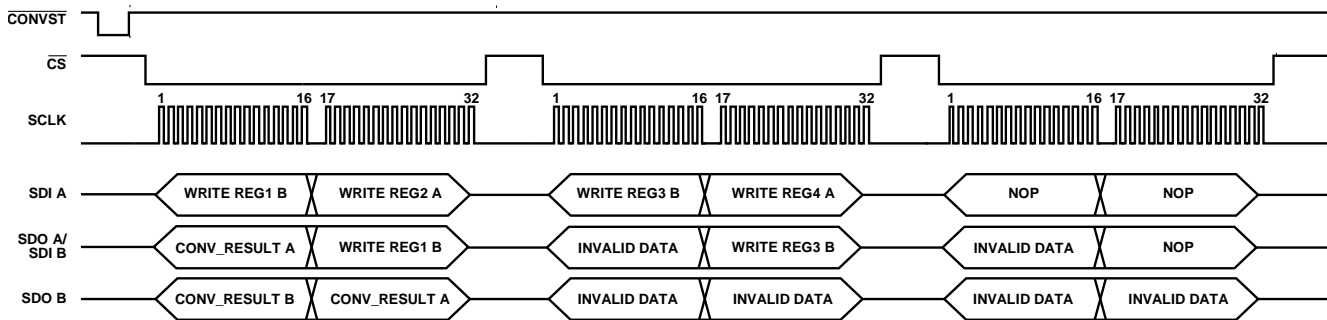 CONVST
CS
1 16 17 32 1 16 17 32 1 16 17 32
SCLK
SDI A WRITE REG1 B WRITE REG2 A WRITE REG3 B WRITE REG4 A NOP NOP
SDO A/
SDI B CONV_RESULT A WRITE REG1 B INVALID DATA WRITE REG3 B INVALID DATA NOP
SDO B CONV_RESULT B CONV_RESULT A INVALID DATA INVALID DATA INVALID DATA INVALID DATA